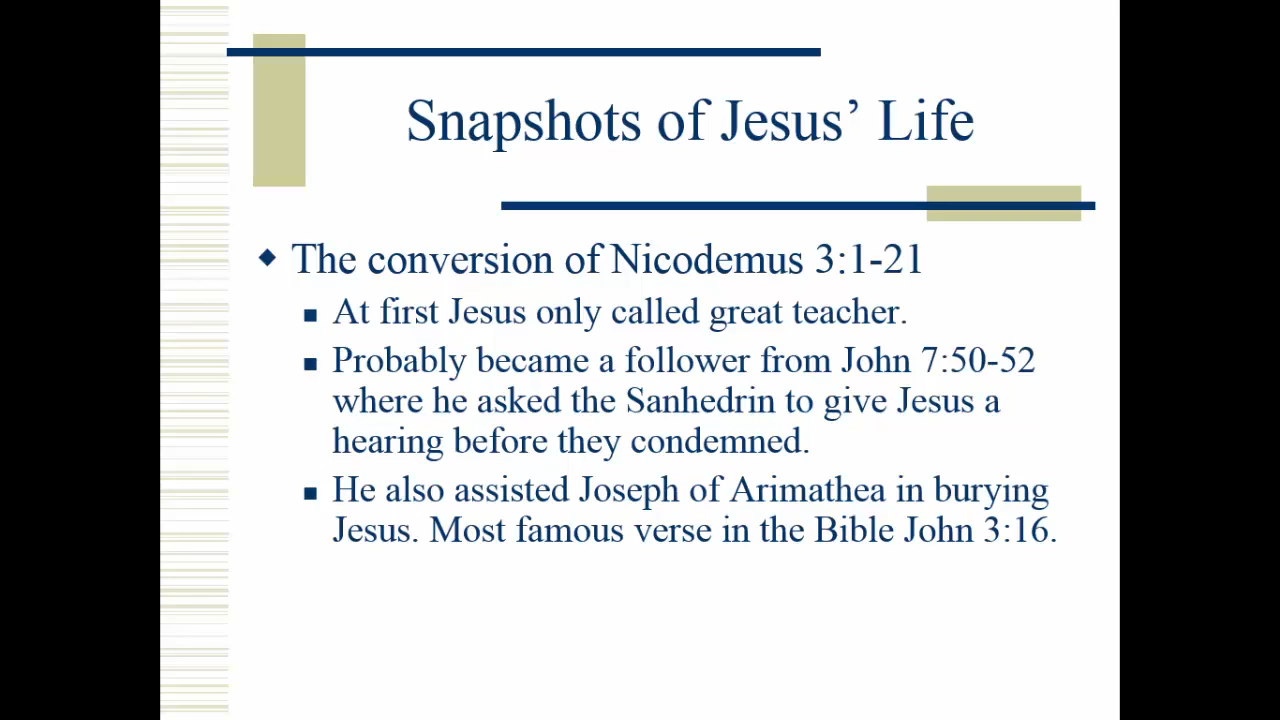 Snapshots of Jesus’ Life
The conversion of Nicodemus 3:1-21
At first Jesus only called great teacher.
Probably became a follower from John 7:50-52
where he asked the Sanhedrin to give Jesus a
hearing before they condemned.
He also assisted Joseph of Arimathea in burying
Jesus. Most famous verse in the Bible John 3:16.